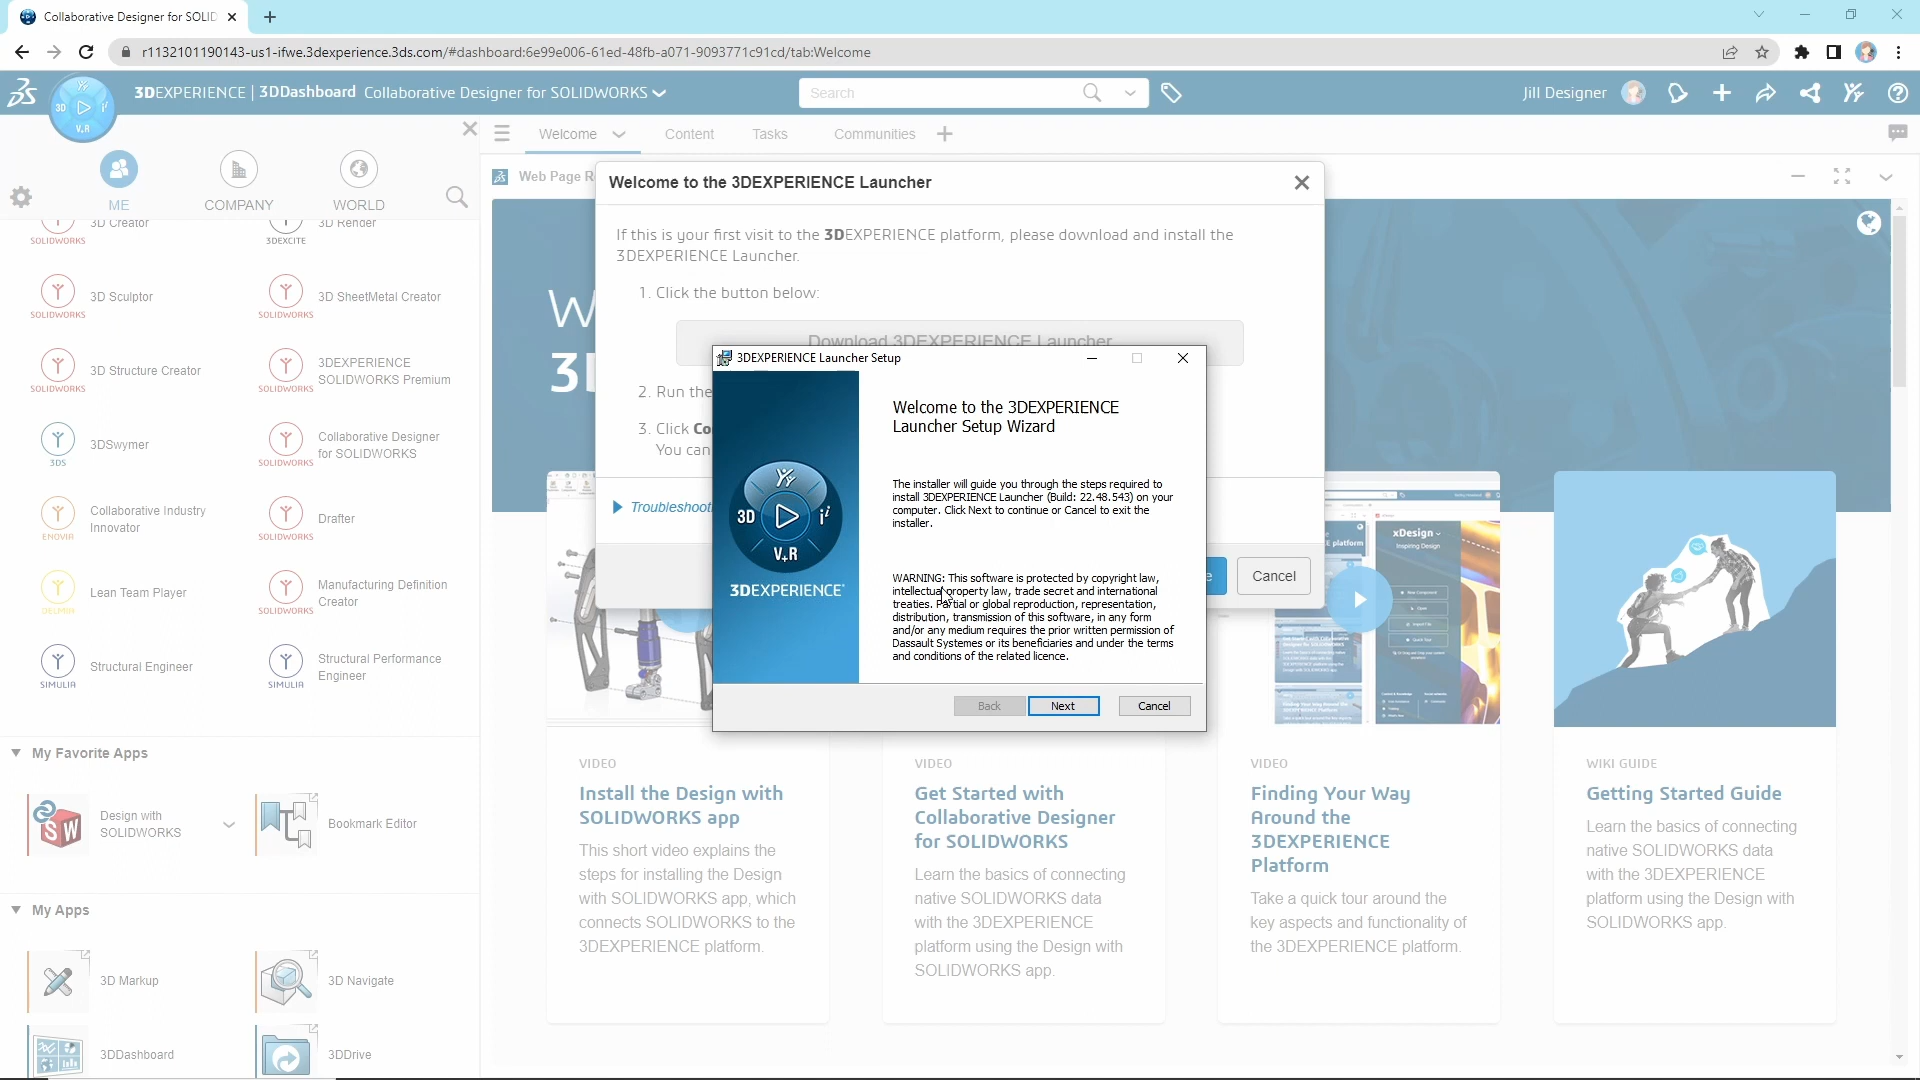 Collaborative Designer for SOLID
r1132101190143-us1-ifwe.3dexperience.3ds.com/#dashboard:6e99e006-61ed-48fb-a071-9093771c91cd/tab:Welcome
3DEXPERIENCE | 3DDashboard Collaborative Designer for SOLIDWORKS
Search
Jill Designer
3D
i
V.R
ME
COMPANY
WORLD
Welcome
Content
Tasks
Communities
3D Creator
SOLIDWORKS
3D Render
3DEXCITE
3D Sculptor
SOLIDWORKS
3D SheetMetal Creator
SOLIDWORKS
3D Structure Creator
SOLIDWORKS
3DEXPERIENCE
SOLIDWORKS Premium
SOLIDWORKS
3DSwymer
3DS
Collaborative Designer
for SOLIDWORKS
SOLIDWORKS
Collaborative Industry
Innovator
ENOVIA
Drafter
SOLIDWORKS
Lean Team Player
DELMIA
Manufacturing Definition
Creator
SOLIDWORKS
Structural Engineer
SIMULIA
Structural Performance
Engineer
SIMULIA
My Favorite Apps
SW
Design with
SOLIDWORKS
Bookmark Editor
My Apps
3D Markup
3D Navigate
3DDashboard
3DDrive
Web Page R
W
Welcome to the 3DEXPERIENCE Launcher
If this is your first visit to the 3DEXPERIENCE platform, please download and install the
3DEXPERIENCE Launcher.
1. Click the button below:
Download 3DEXPERIENCE Launcher
2. Run the
3. Click Co
You can
Troubleshoot
Cancel
3DEXPERIENCE Launcher Setup
3D
i
V+R
3DEXPERIENCE
Welcome to the 3DEXPERIENCE
Launcher Setup Wizard
The installer will guide you through the steps required to
install 3DEXPERIENCE Launcher (Build: 22.48.543) on your
computer. Click Next to continue or Cancel to exit the
installer.
WARNING: This software is protected by copyright law,
intellectual property law, trade secret and international
treaties. Partial or global reproduction, representation,
distribution, transmission of this software, in any form
and/or any medium requires the prior written permission of
Dassault Systemes or its beneficiaries and under the terms
and conditions of the related licence.
Back
Next
Cancel
xDesign
Inspiring Design
VIDEO
Install the Design with
SOLIDWORKS app
This short video explains the
steps for installing the Design
with SOLIDWORKS app, which
connects SOLIDWORKS to the
3DEXPERIENCE platform.
VIDEO
Get Started with
Collaborative Designer
for SOLIDWORKS
Learn the basics of connecting
native SOLIDWORKS data
with the 3DEXPERIENCE
platform using the Design with
SOLIDWORKS app.
VIDEO
Finding Your Way
Around the
3DEXPERIENCE
Platform
Take a quick tour around the
key aspects and functionality of
the 3DEXPERIENCE platform.
WIKI GUIDE
Getting Started Guide
Learn the basics of connecting
native SOLIDWORKS data
with the 3DEXPERIENCE
platform using the Design with
SOLIDWORKS app.